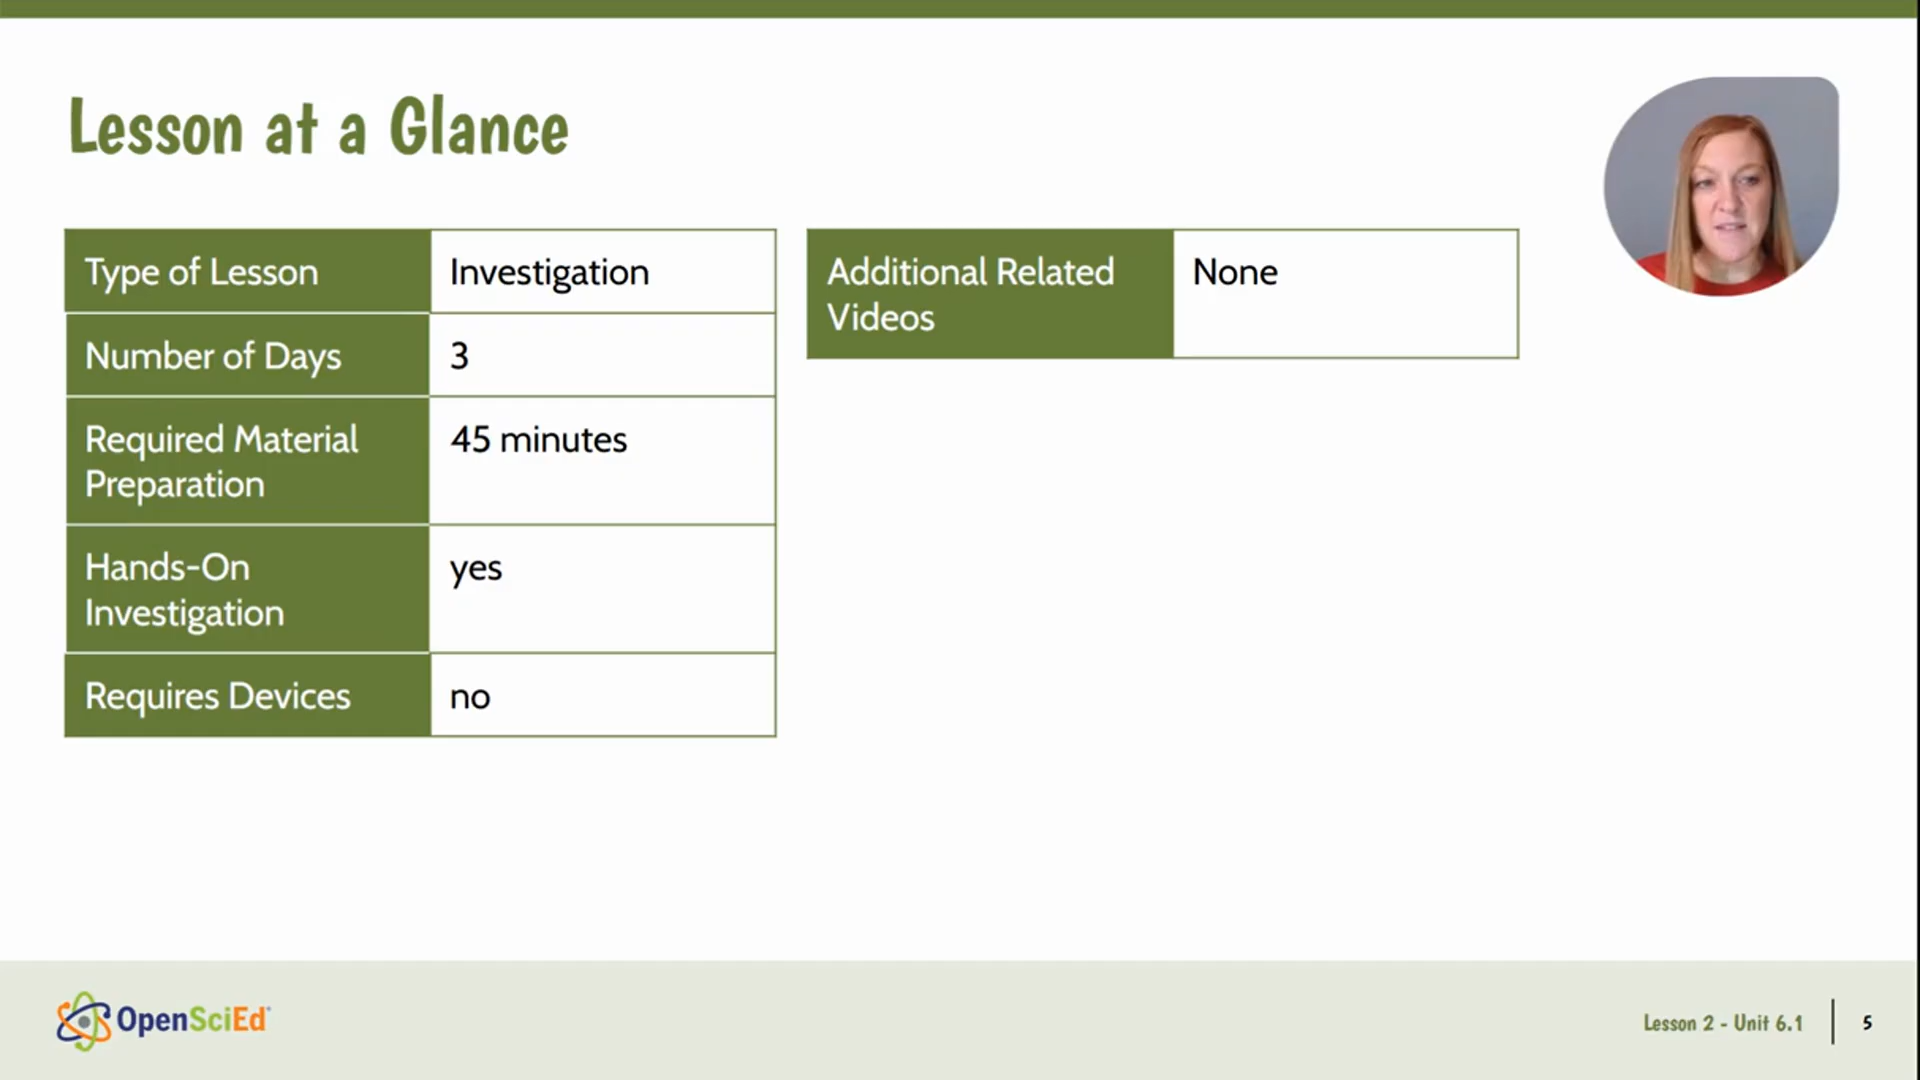 Lesson at a Glance
Type of Lesson
Investigation
Number of Days
3
Required Material
Preparation
45 minutes
Hands-On
Investigation
yes
Requires Devices
no
Additional Related
Videos
None
OpenSciEd
Lesson 2 - Unit 6.1
5